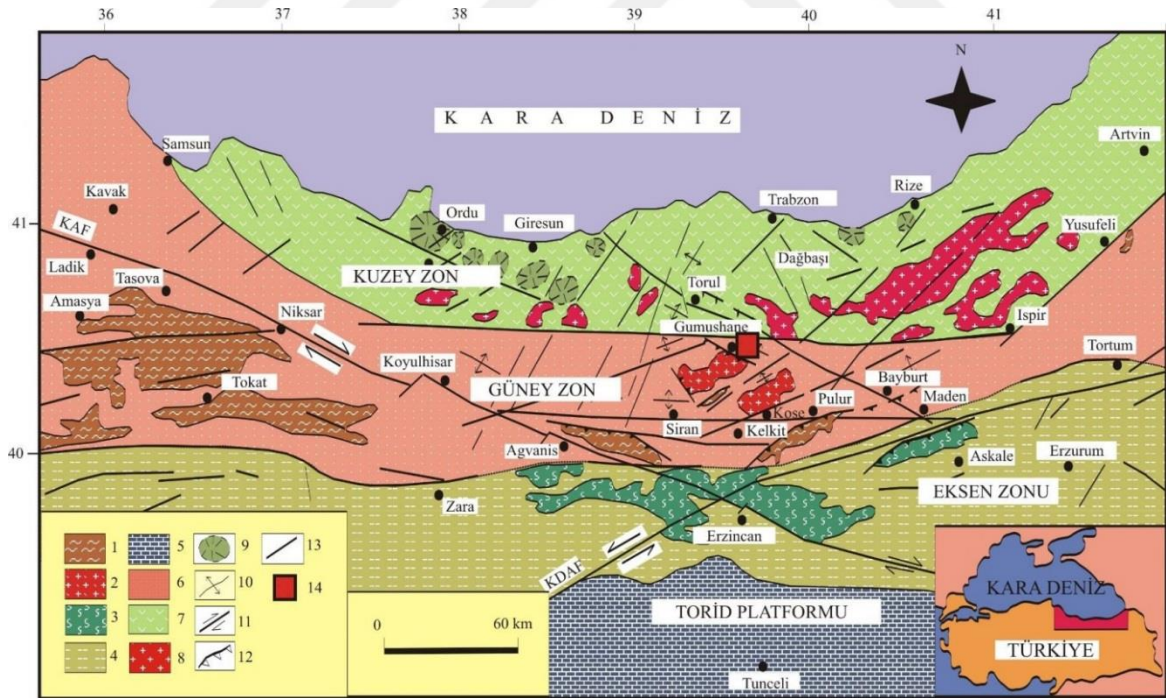 36 37 38 39 40 41
N
K A R A D E N İ Z
Artvin
Samsun
Kavak
Rize
Ordu
Trabzon
Giresun
41
Yusufeli
KAF
Dağbaşı
Ladik
KUZEY ZON
Tasova
Torul
Amasya
Niksar
Ispir
Gumushane
Tortum
Koyulhisar
Bayburt
Tokat
GÜNEY ZON
Pulur
Maden
Kose
Siran
Kelkit
40
Agvanis
Askale
Erzurum
EKSEN ZONU
Zara
Erzincan
KDAF
1 5 9 13
2 6 10 14
3 7 11
4 8 12
0 60 km
TORİD PLATFORMU
Tunceli
KARA DENİZ
TÜRKİYE